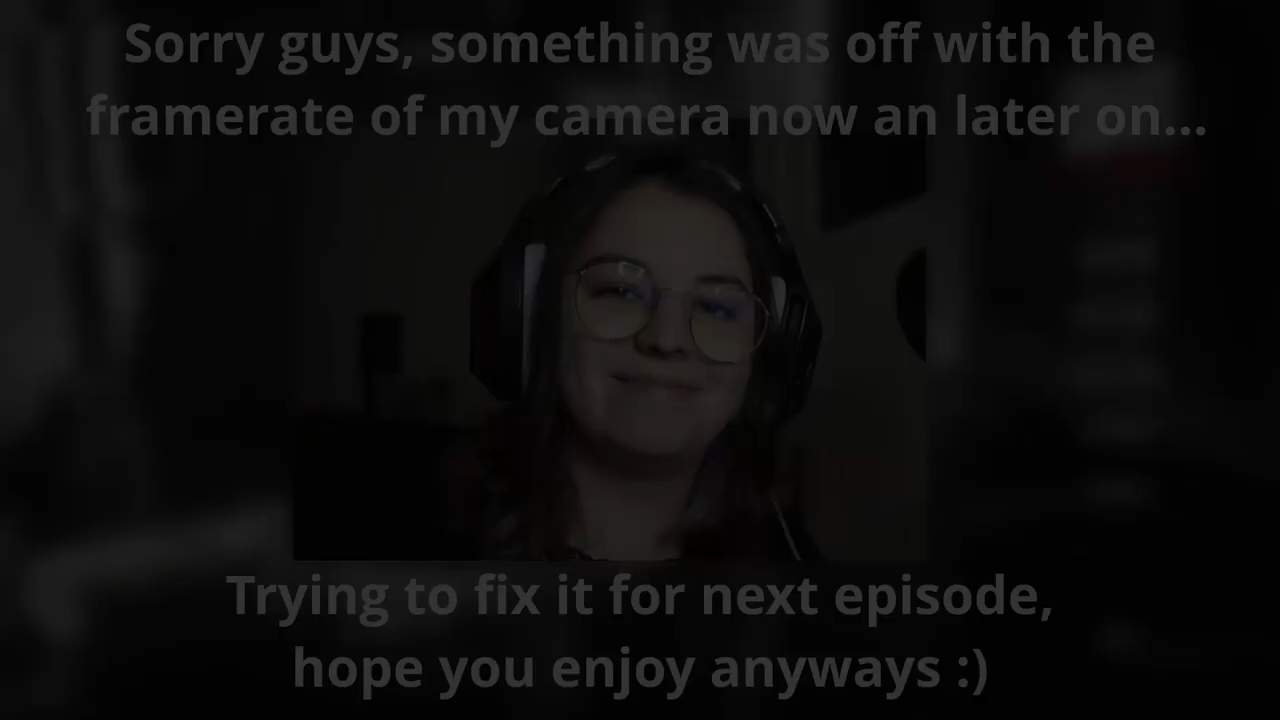 Sorry guys, something was off with the
framerate of my camera now an later on...
Trying to fix it for next episode,
hope you enjoy anyways :)